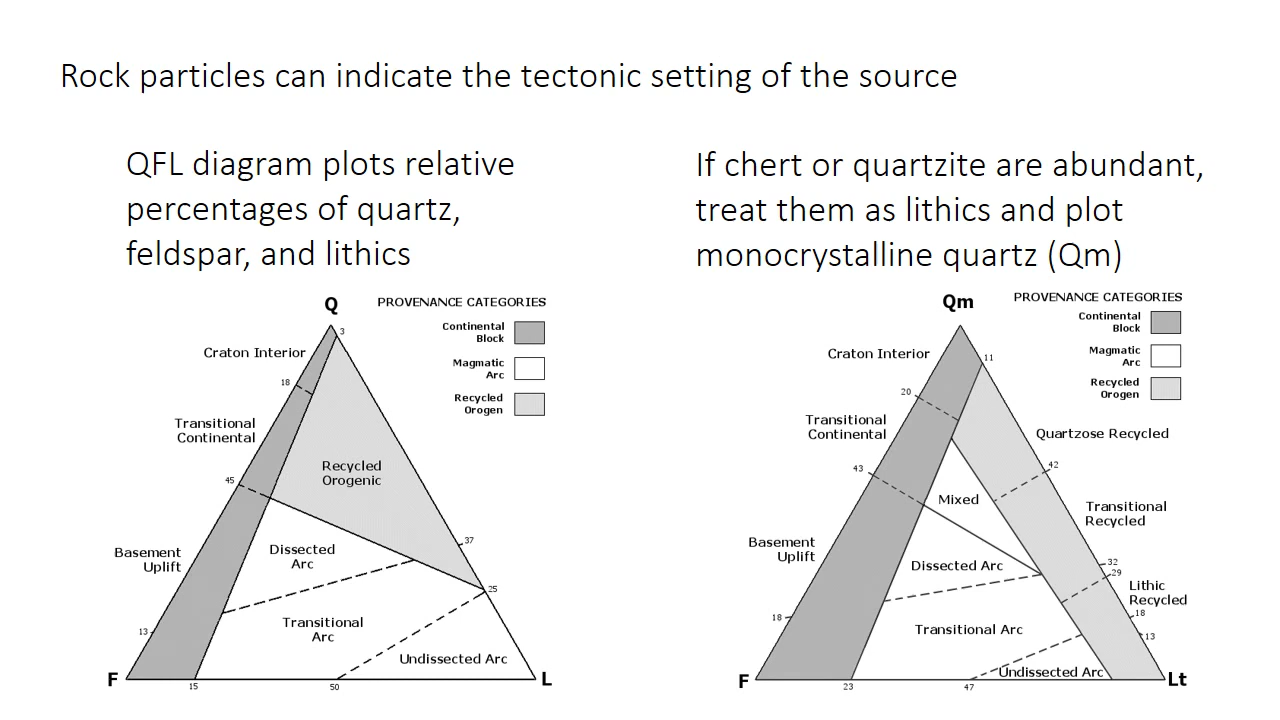 Rock particles can indicate the tectonic setting of the source
QFL diagram plots relative
percentages of quartz,
feldspar, and lithics
Q
PROVENANCE CATEGORIES
Continental
Block
Magmatic
Arc
Recycled
Orogen
3
Craton Interior
18
Transitional
Continental
45
Recycled
Orogenic
37
Basement
Uplift
Dissected
Arc
25
13
Transitional
Arc
Undissected Arc
F
15
50
L
If chert or quartzite are abundant,
treat them as lithics and plot
monocrystalline quartz (Qm)
Qm
PROVENANCE CATEGORIES
Continental
Block
Magmatic
Arc
Recycled
Orogen
11
Craton Interior
20
Transitional
Continental
Quartzose Recycled
43
42
Mixed
Transitional
Recycled
Basement
Uplift
Dissected Arc
32
29
Lithic
Recycled
18
18
Transitional Arc
13
Undissected Arc
F
23
47
Lt